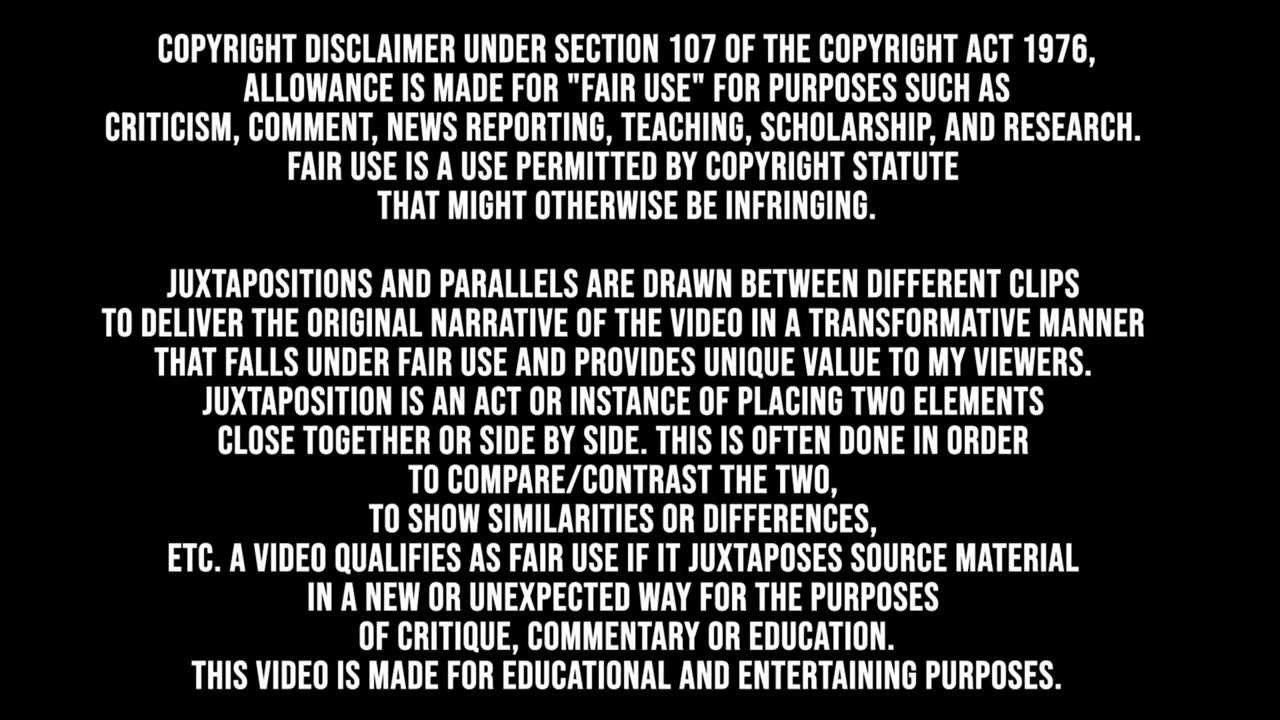 COPYRIGHT DISCLAIMER UNDER SECTION 107 OF THE COPYRIGHT ACT 1976,
ALLOWANCE IS MADE FOR "FAIR USE" FOR PURPOSES SUCH AS
CRITICISM, COMMENT, NEWS REPORTING, TEACHING, SCHOLARSHIP, AND RESEARCH.
FAIR USE IS A USE PERMITTED BY COPYRIGHT STATUTE
THAT MIGHT OTHERWISE BE INFRINGING.
JUXTAPOSITIONS AND PARALLELS ARE DRAWN BETWEEN DIFFERENT CLIPS
TO DELIVER THE ORIGINAL NARRATIVE OF THE VIDEO IN A TRANSFORMATIVE MANNER
THAT FALLS UNDER FAIR USE AND PROVIDES UNIQUE VALUE TO MY VIEWERS.
JUXTAPOSITION IS AN ACT OR INSTANCE OF PLACING TWO ELEMENTS
CLOSE TOGETHER OR SIDE BY SIDE. THIS IS OFTEN DONE IN ORDER
TO COMPARE/CONTRAST THE TWO,
TO SHOW SIMILARITIES OR DIFFERENCES,
ETC. A VIDEO QUALIFIES AS FAIR USE IF IT JUXTAPOSES SOURCE MATERIAL
IN A NEW OR UNEXPECTED WAY FOR THE PURPOSES
OF CRITIQUE, COMMENTARY OR EDUCATION.
THIS VIDEO IS MADE FOR EDUCATIONAL AND ENTERTAINING PURPOSES.